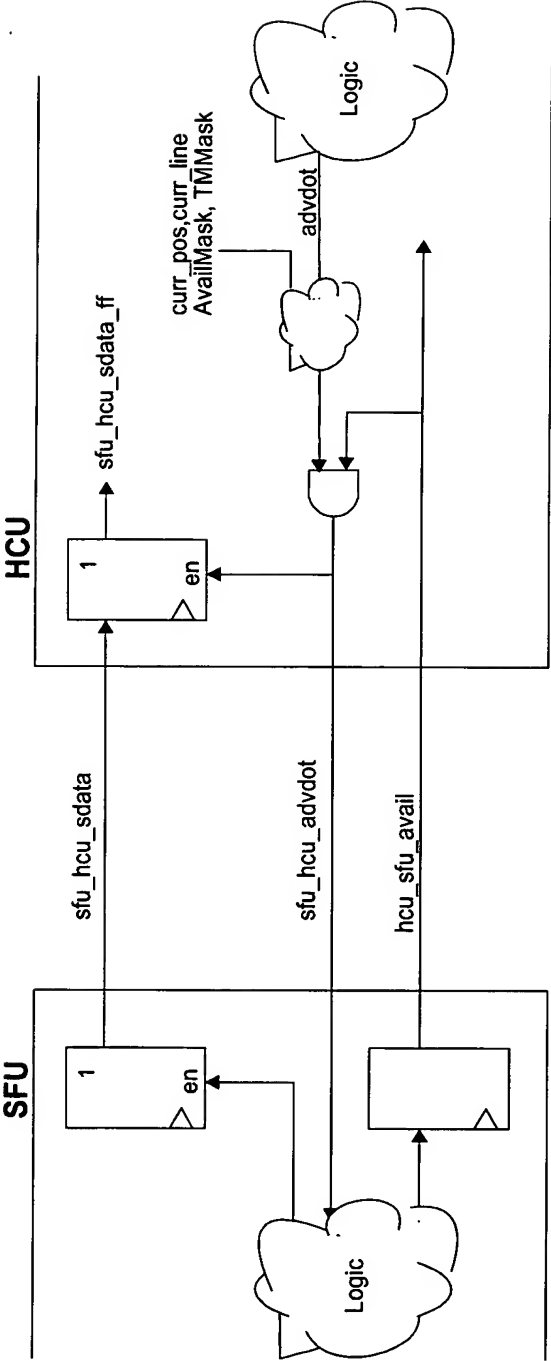 SFU
HCU
1
en
sfu_hcu_sdata
1
en
sfu_hcu_sdata_ff
curr_pos,curr_line
AvailMask, TMMask
Logic
sfu_hcu_advdot
advdot
Logic
hcu_sfu_avail